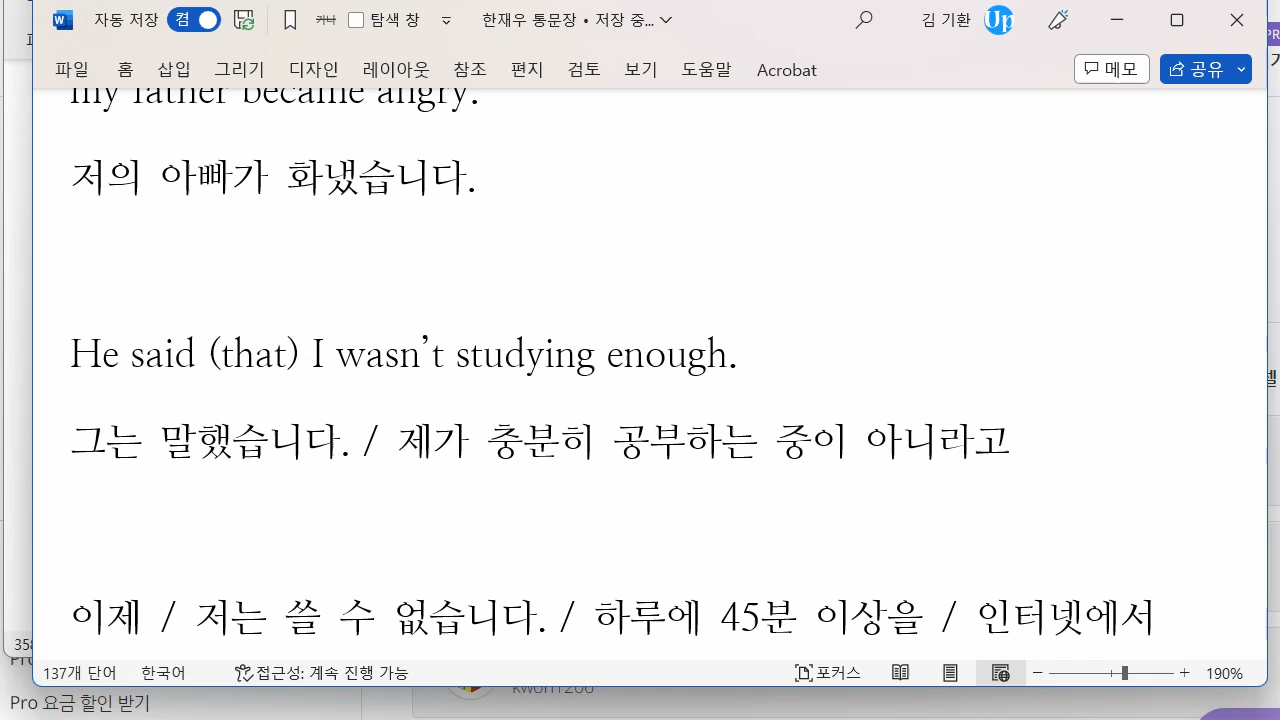 자동 저장 켬 가나 탐색 창 한재우 통문장 • 저장 중... 김 기환 Up
파일 홈 삽입 그리기 디자인 레이아웃 참조 편지 검토 보기 도움말 Acrobat 메모 공유
my father became angry.
저의 아빠가 화냈습니다.
He said (that) I wasn't studying enough.
그는 말했습니다. / 제가 충분히 공부하는 중이 아니라고
이제 / 저는 쓸 수 없습니다. / 하루에 45분 이상을 / 인터넷에서
137개 단어 한국어 접근성: 계속 진행 가능 포커스 190%
Pro 요금 할인 받기